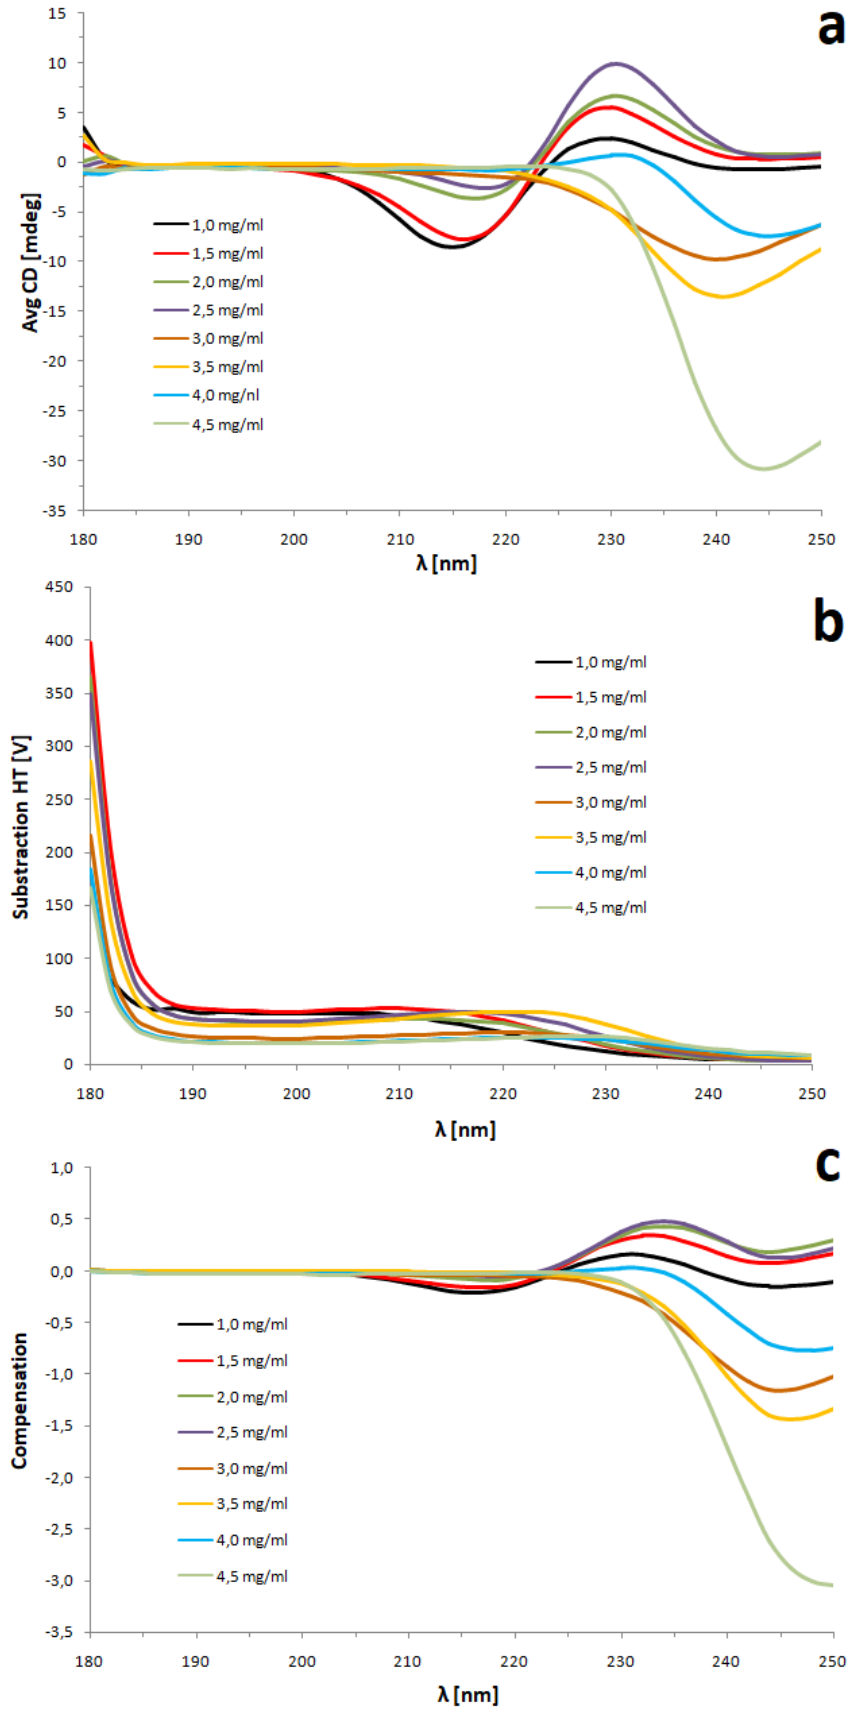 a
15
10
5
0
-5
-10
-15
-20
-25
-30
-35
Avg CD [mdeg]
1,0 mg/ml
1,5 mg/ml
2,0 mg/ml
2,5 mg/ml
3,0 mg/ml
3,5 mg/ml
4,0 mg/nl
4,5 mg/ml
180 190 200 210 220 230 240 250
λ [nm]
b
450
400
350
300
250
200
150
100
50
0
Substraction HT [V]
1,0 mg/ml
1,5 mg/ml
2,0 mg/ml
2,5 mg/ml
3,0 mg/ml
3,5 mg/ml
4,0 mg/ml
4,5 mg/ml
180 190 200 210 220 230 240 250
λ [nm]
c
1,0
0,5
0,0
-0,5
-1,0
-1,5
-2,0
-2,5
-3,0
-3,5
Compensation
1,0 mg/ml
1,5 mg/ml
2,0 mg/ml
2,5 mg/ml
3,0 mg/ml
3,5 mg/ml
4,0 mg/ml
4,5 mg/ml
180 190 200 210 220 230 240 250
λ [nm]